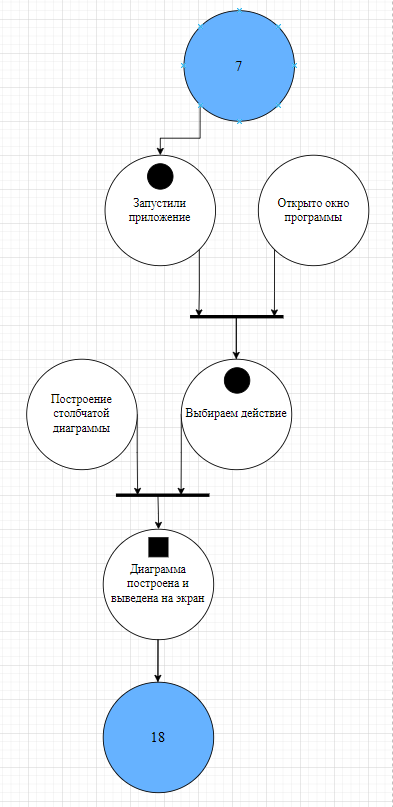 7
Запустили
приложение
Открыто окно
программы
Построение
столбчатой
диаграммы
Выбираем действие
Диаграмма
построена и
выведена на экран
18